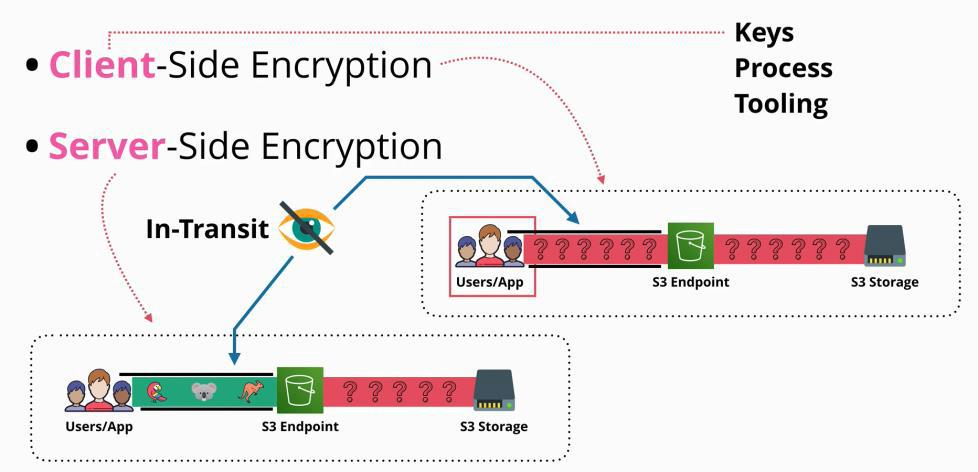 Keys
• Client-Side Encryption
Process
Tooling
• Server-Side Encryption
In-Transit
? ? ? ? ? ? ? ? ? ? ? ?
Users/App S3 Endpoint S3 Storage
? ? ? ? ?
Users/App S3 Endpoint S3 Storage